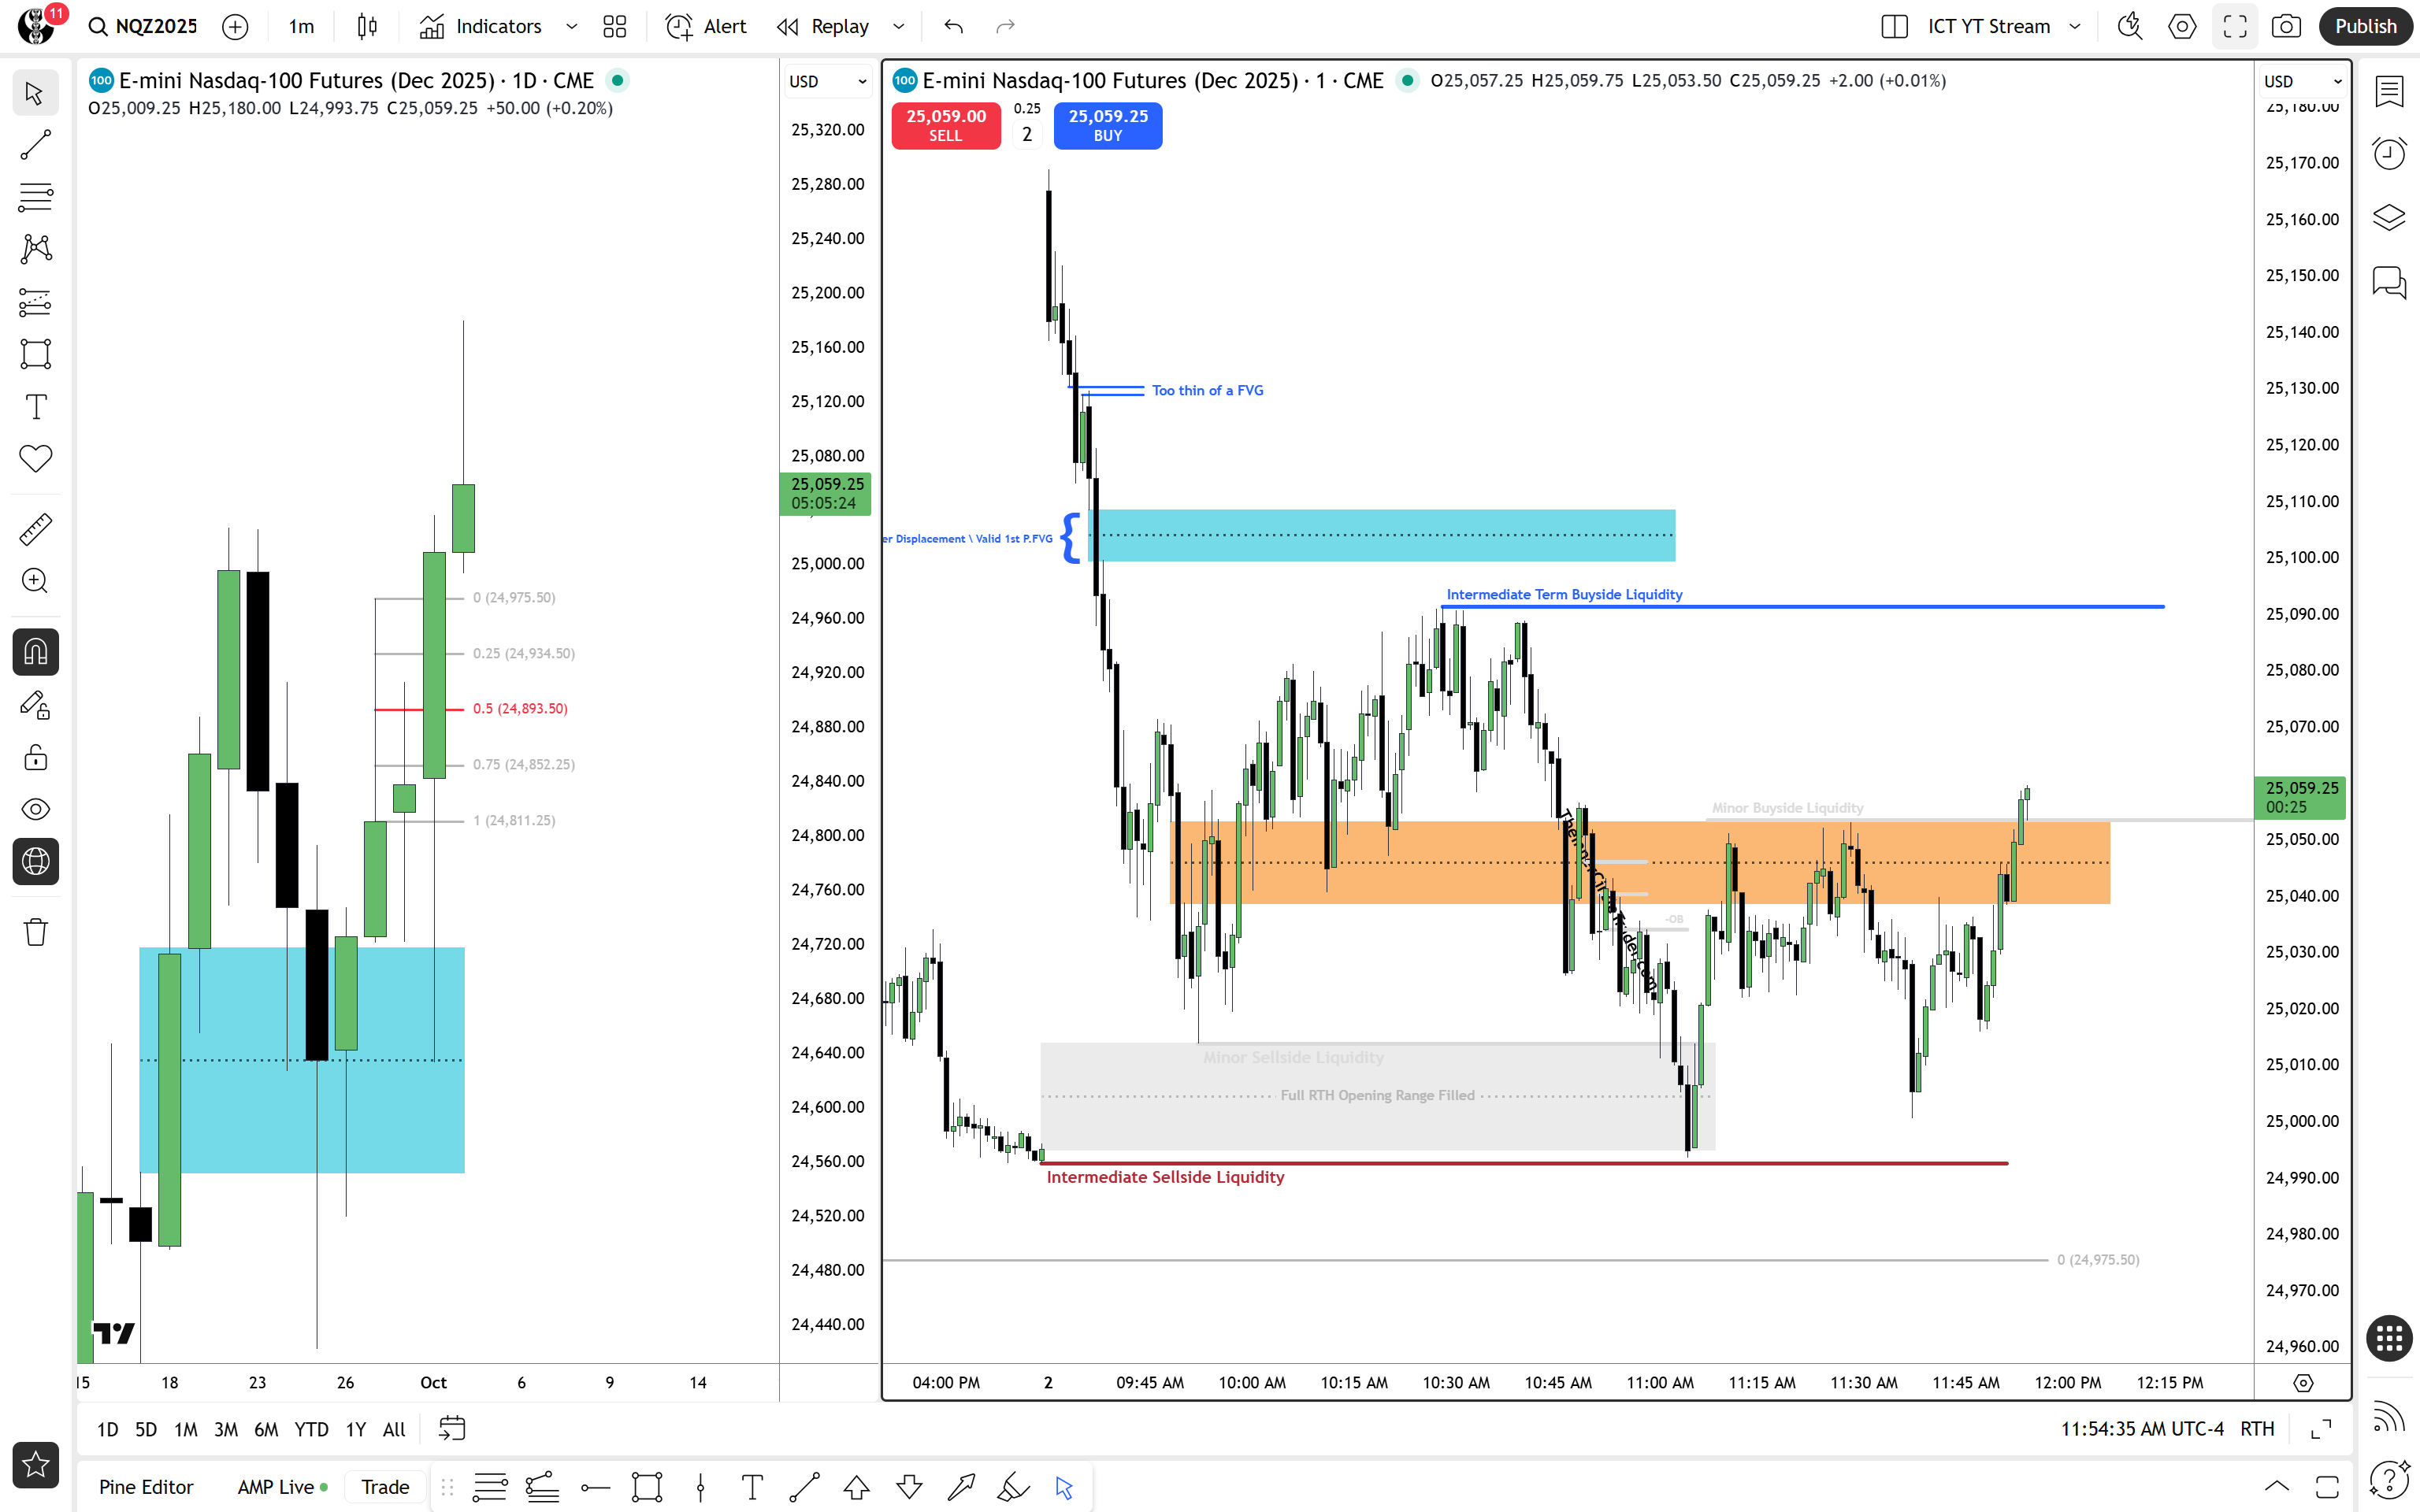 11
NQZ2025
1m
Indicators
Alert
Replay
ICT YT Stream
Publish
100 E-mini Nasdaq-100 Futures (Dec 2025) · 1D · CME
O25,009.25 H25,180.00 L24,993.75 C25,059.25 +50.00 (+0.20%)
USD
25,320.00
25,280.00
25,240.00
25,200.00
25,160.00
25,120.00
25,080.00
25,059.25
05:05:24
25,000.00
24,960.00
24,920.00
24,880.00
24,840.00
24,800.00
24,760.00
24,720.00
24,680.00
24,640.00
24,600.00
24,560.00
24,520.00
24,480.00
24,440.00
0 (24,975.50)
0.25 (24,934.50)
0.5 (24,893.50)
0.75 (24,852.25)
1 (24,811.25)
15
18
23
26
Oct
6
9
14
100 E-mini Nasdaq-100 Futures (Dec 2025) · 1 · CME O25,057.25 H25,059.75 L25,053.50 C25,059.25 +2.00 (+0.01%)
25,059.00
SELL
0.25
2
25,059.25
BUY
USD
25,180.00
25,170.00
25,160.00
25,150.00
25,140.00
25,130.00
25,120.00
25,110.00
25,100.00
25,090.00
25,080.00
25,070.00
25,059.25
00:25
25,050.00
25,040.00
25,030.00
25,020.00
25,010.00
25,000.00
24,990.00
24,980.00
24,970.00
24,960.00
Too thin of a FVG
er Displacement \ Valid 1st P.FVG {
Intermediate Term Buyside Liquidity
Minor Buyside Liquidity
-OB
Minor Sellside Liquidity
Full RTH Opening Range Filled
Intermediate Sellside Liquidity
0 (24,975.50)
04:00 PM
2
09:45 AM
10:00 AM
10:15 AM
10:30 AM
10:45 AM
11:00 AM
11:15 AM
11:30 AM
11:45 AM
12:00 PM
12:15 PM
1D 5D 1M 3M 6M YTD 1Y All
11:54:35 AM UTC-4 RTH
Pine Editor
AMP Live
Trade